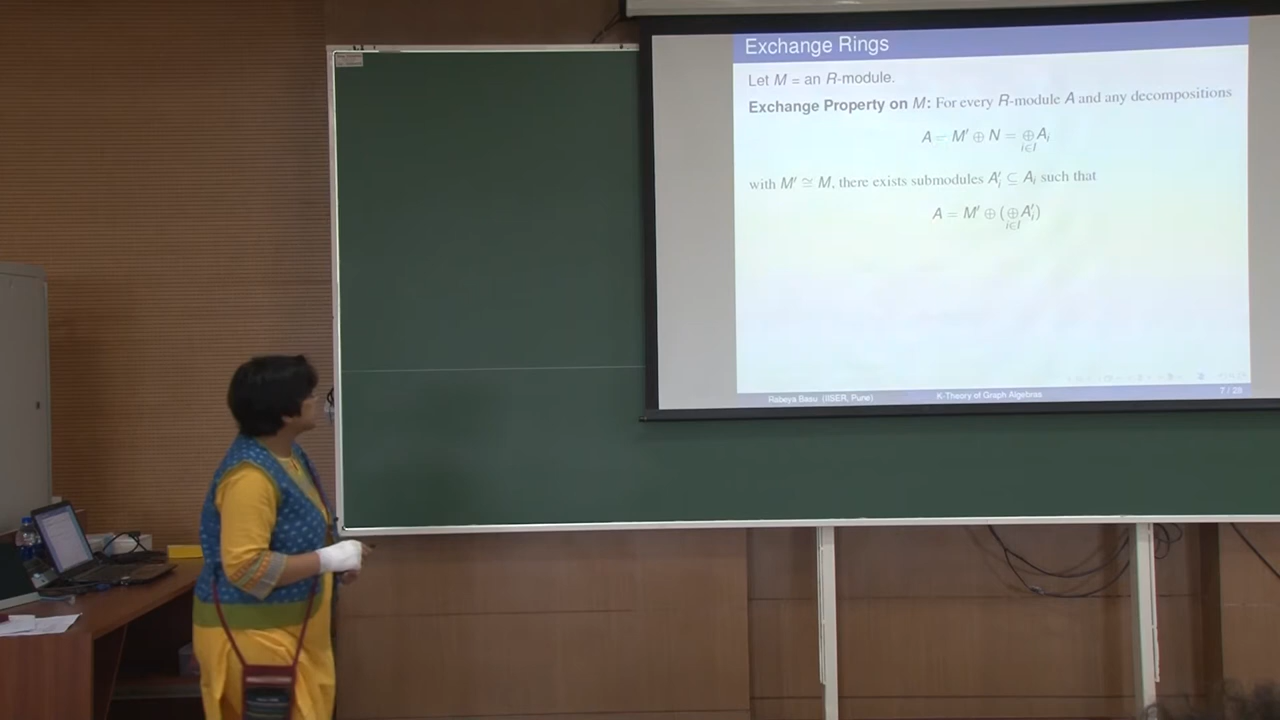 Exchange Rings
Let M = an R-module.
Exchange Property on M: For every R-module A and any decompositions
A = M′ ⊕ N = ⊕ A_i
i∈I
with M′ ≅ M, there exists submodules A′_i ⊆ A_i such that
A = M′ ⊕ (⊕ A′_i)
i∈I
Rabeya Basu (IISER, Pune) K-Theory of Graph Algebras 7 / 28